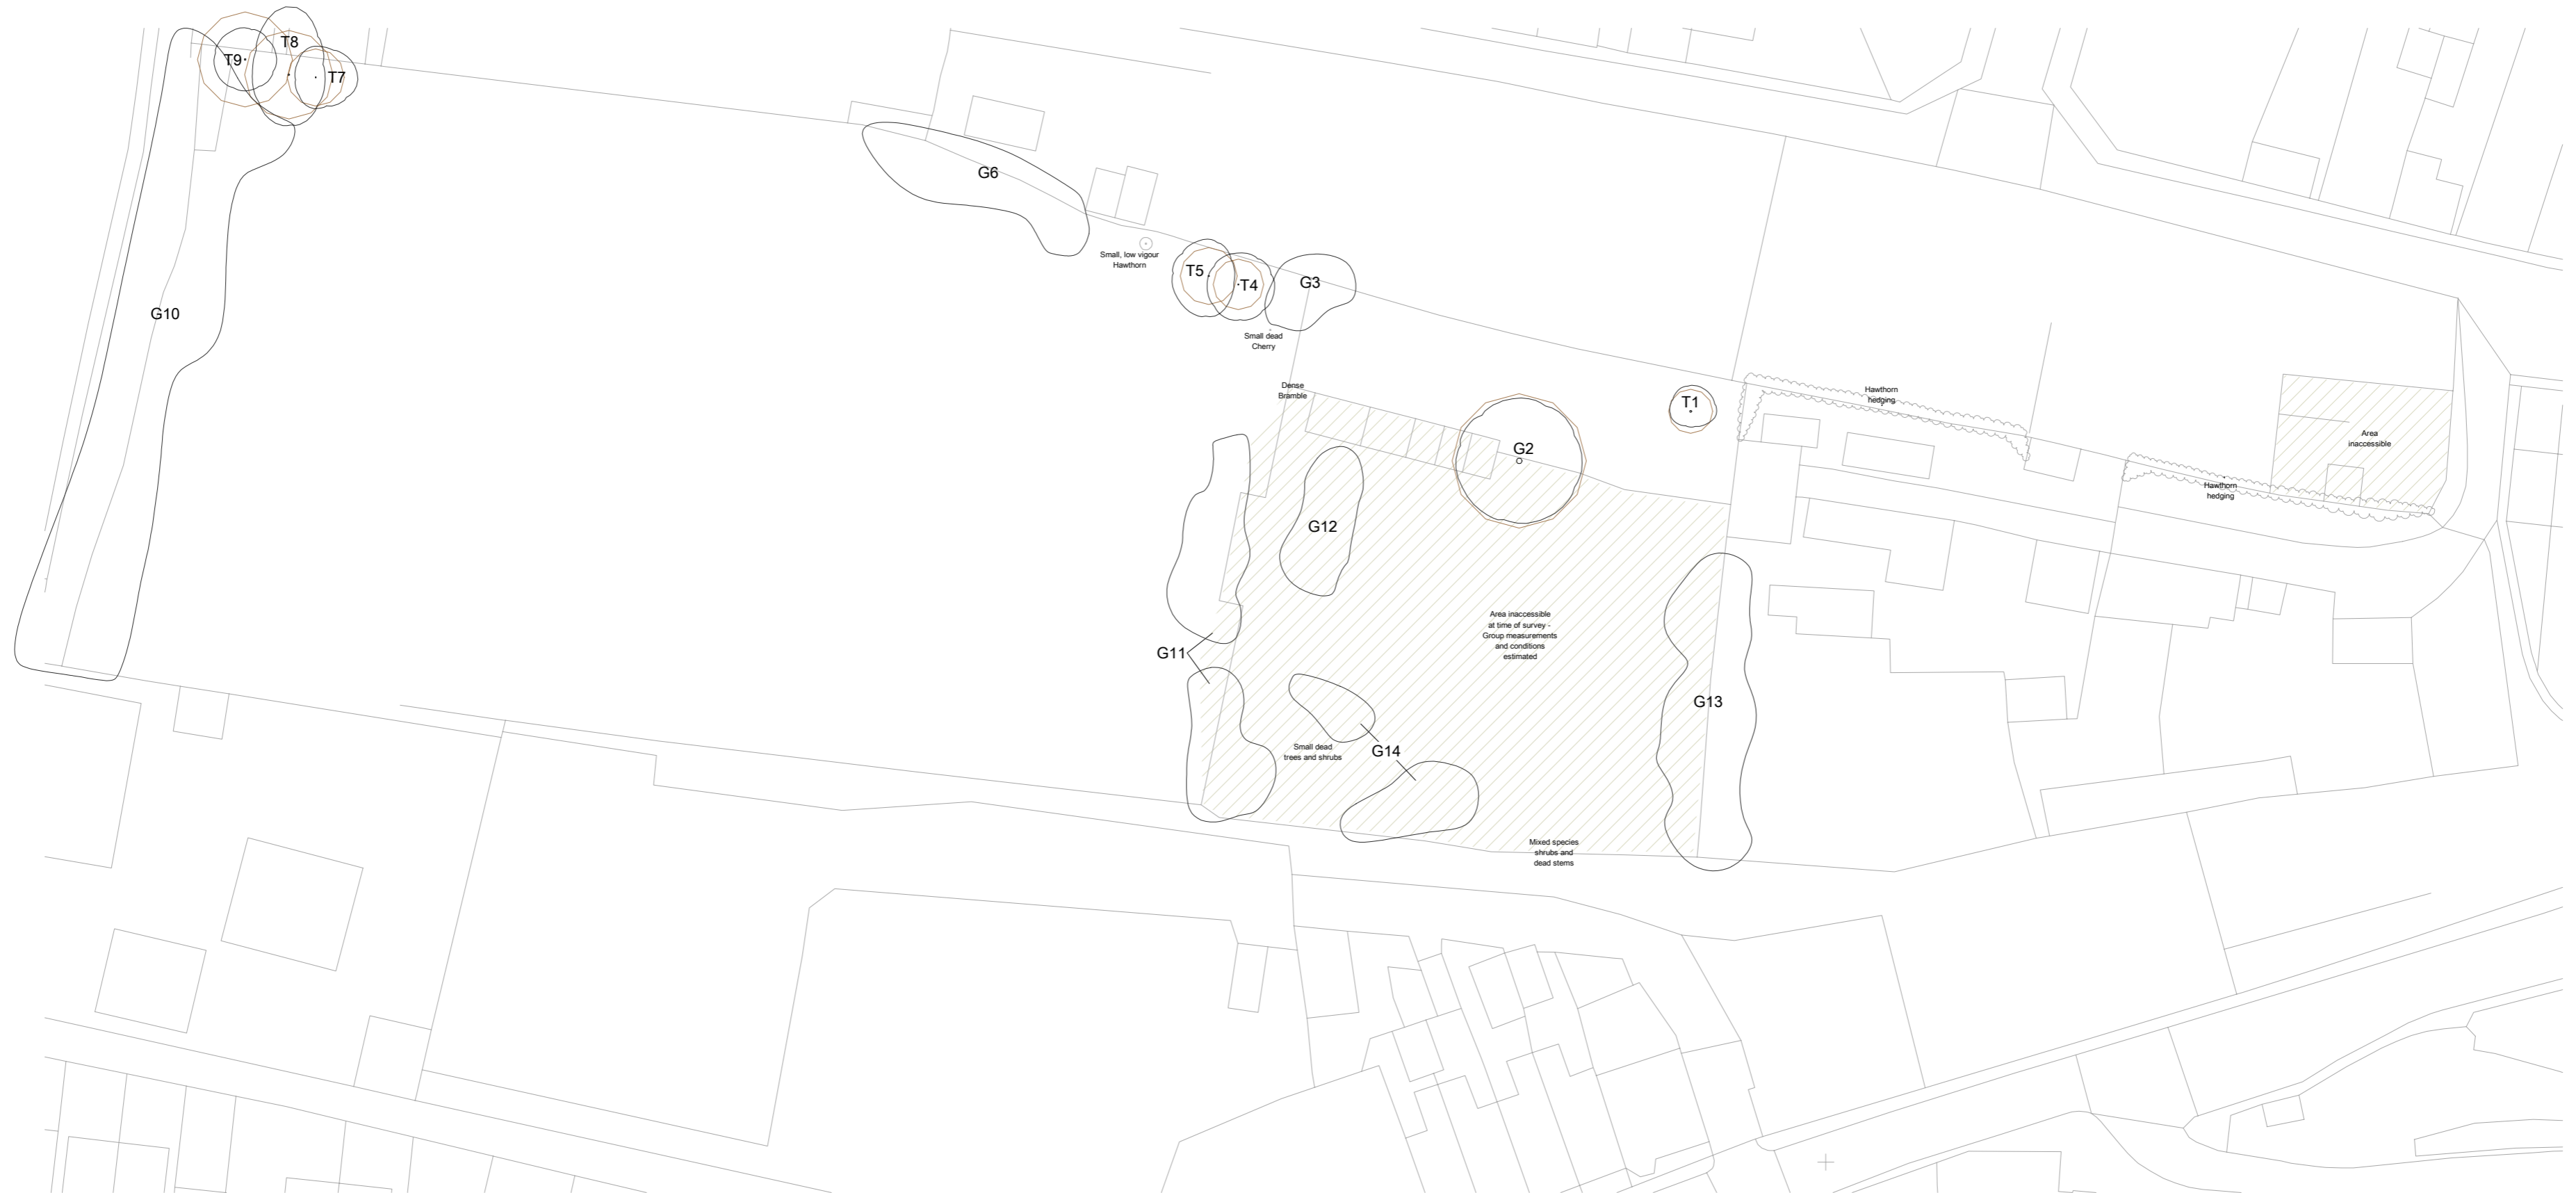 T8
T9
T7
G6
Small, low vigour
Hawthorn
T5
T4
G3
G10
Small dead
Cherry
Dense
Bramble
Hawthorn
hedging
T1
Area
inaccessible
G2
Hawthorn
hedging
G12
Area inaccessible
at time of survey -
Group measurements
and conditions
estimated
G11
G13
Small dead
trees and shrubs
G14
Mixed species
shrubs and
dead stems